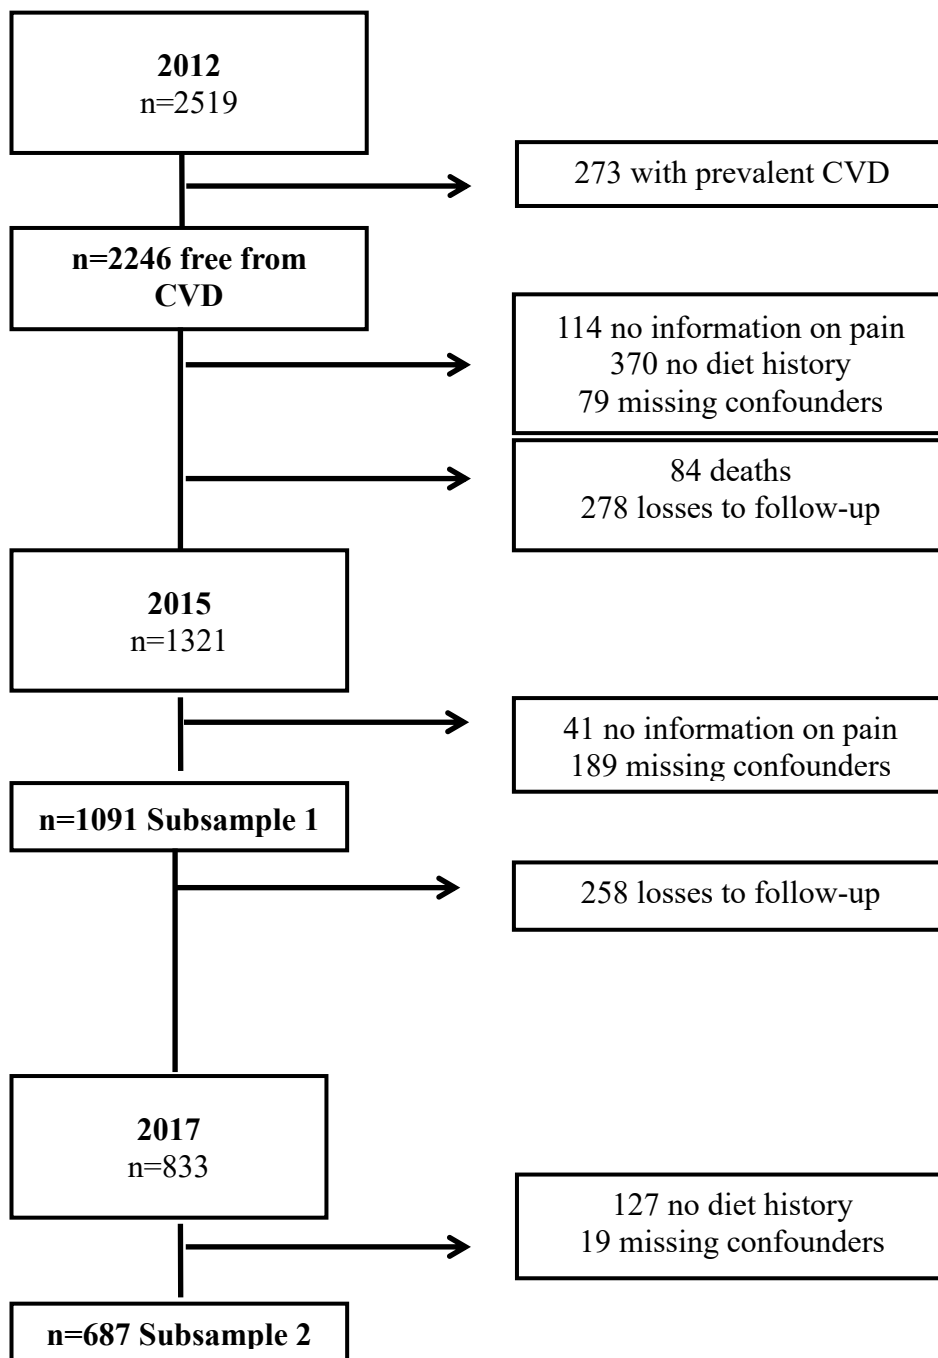 2012
n=2519
273 with prevalent CVD
n=2246 free from
CVD
114 no information on pain
370 no diet history
79 missing confounders
84 deaths
278 losses to follow-up
2015
n=1321
41 no information on pain
189 missing confounders
n=1091 Subsample 1
258 losses to follow-up
2017
n=833
127 no diet history
19 missing confounders
n=687 Subsample 2